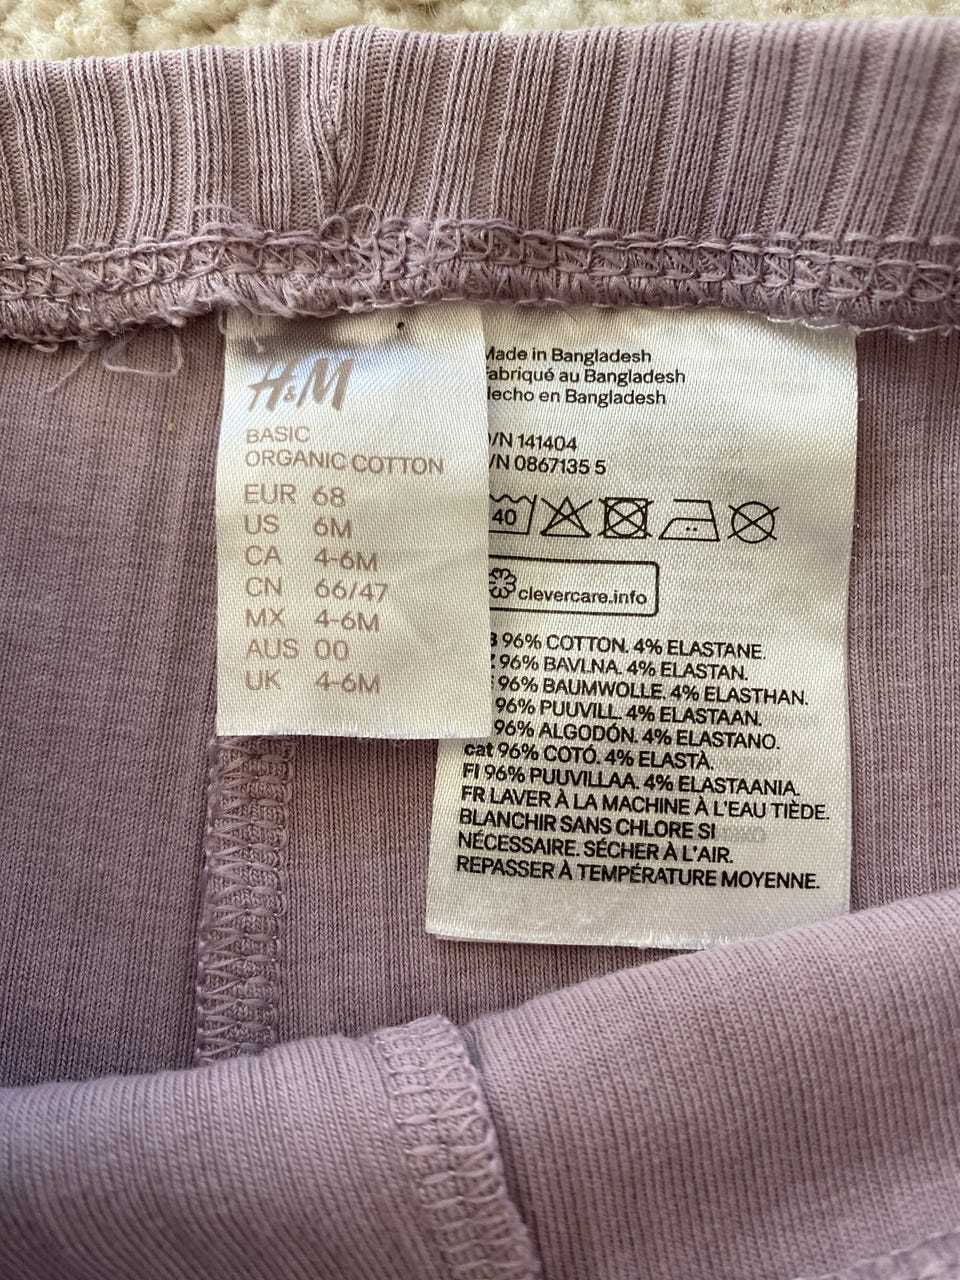 H&M
BASIC
ORGANIC COTTON
EUR 68
US 6M
CA 4-6M
CN 66/47
MX 4-6M
AUS 00
UK 4-6M
Made in Bangladesh
Fabriqué au Bangladesh
Hecho en Bangladesh
/N 141404
/N 0867135 5
40
clevercare.info
96% COTTON. 4% ELASTANE.
96% BAVLNA. 4% ELASTAN.
96% BAUMWOLLE. 4% ELASTHAN.
96% PUUVILL. 4% ELASTAAN.
96% ALGODÓN. 4% ELASTANO.
cat 96% COTÓ. 4% ELASTÀ.
FI 96% PUUVILLAA. 4% ELASTAANIA.
FR LAVER À LA MACHINE À L'EAU TIÈDE.
BLANCHIR SANS CHLORE SI
NÉCESSAIRE. SÉCHER À L'AIR.
REPASSER À TEMPÉRATURE MOYENNE.